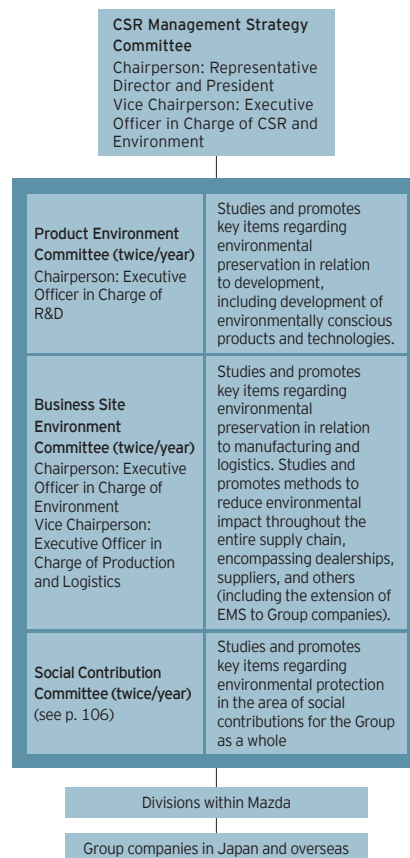 CSR Management Strategy
Committee
Chairperson: Representative
Director and President
Vice Chairperson: Executive
Officer in Charge of CSR and
Environment
Product Environment
Committee (twice/year)
Chairperson: Executive
Officer in Charge of
R&D
Studies and promotes
key items regarding
environmental
preservation in relation
to development,
including development of
environmentally conscious
products and technologies.
Business Site
Environment
Committee (twice/year)
Chairperson: Executive
Officer in Charge of
Environment
Vice Chairperson:
Executive Officer in
Charge of Production
and Logistics
Studies and promotes
key items regarding
environmental
preservation in relation
to manufacturing and
logistics. Studies and
promotes methods to
reduce environmental
impact throughout the
entire supply chain,
encompassing dealerships,
suppliers, and others
(including the extension of
EMS to Group companies).
Social Contribution
Committee (twice/year)
(see p. 106)
Studies and promotes
key items regarding
environmental protection
in the area of social
contributions for the Group
as a whole
Divisions within Mazda
Group companies in Japan and overseas